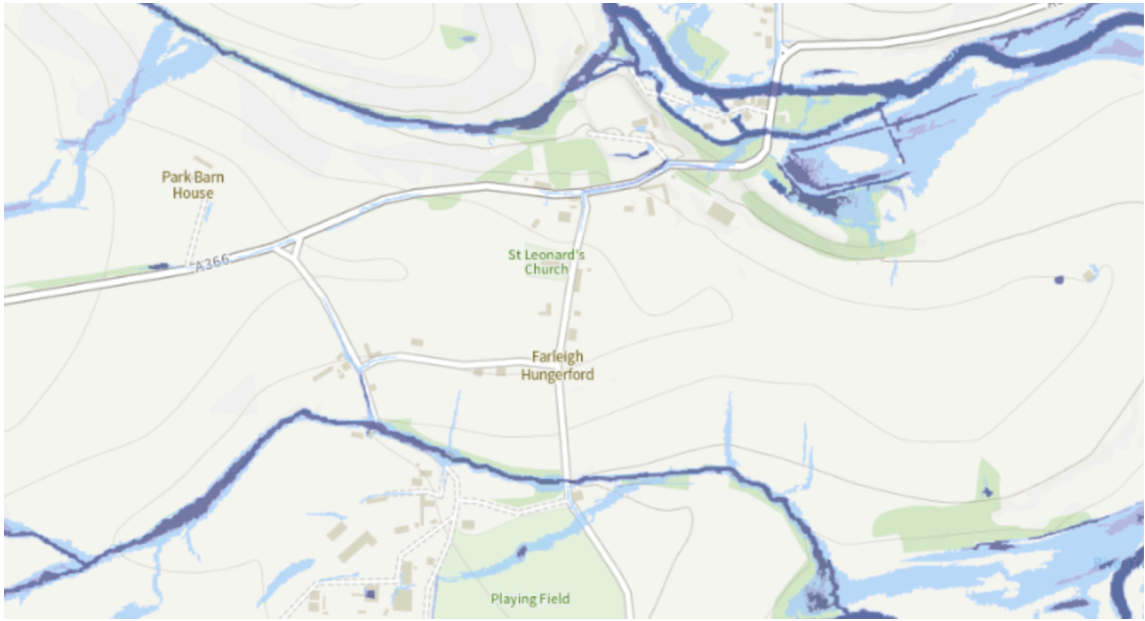 Park Barn
House
A366
St Leonard's
Church
Farleigh
Hungerford
Playing Field